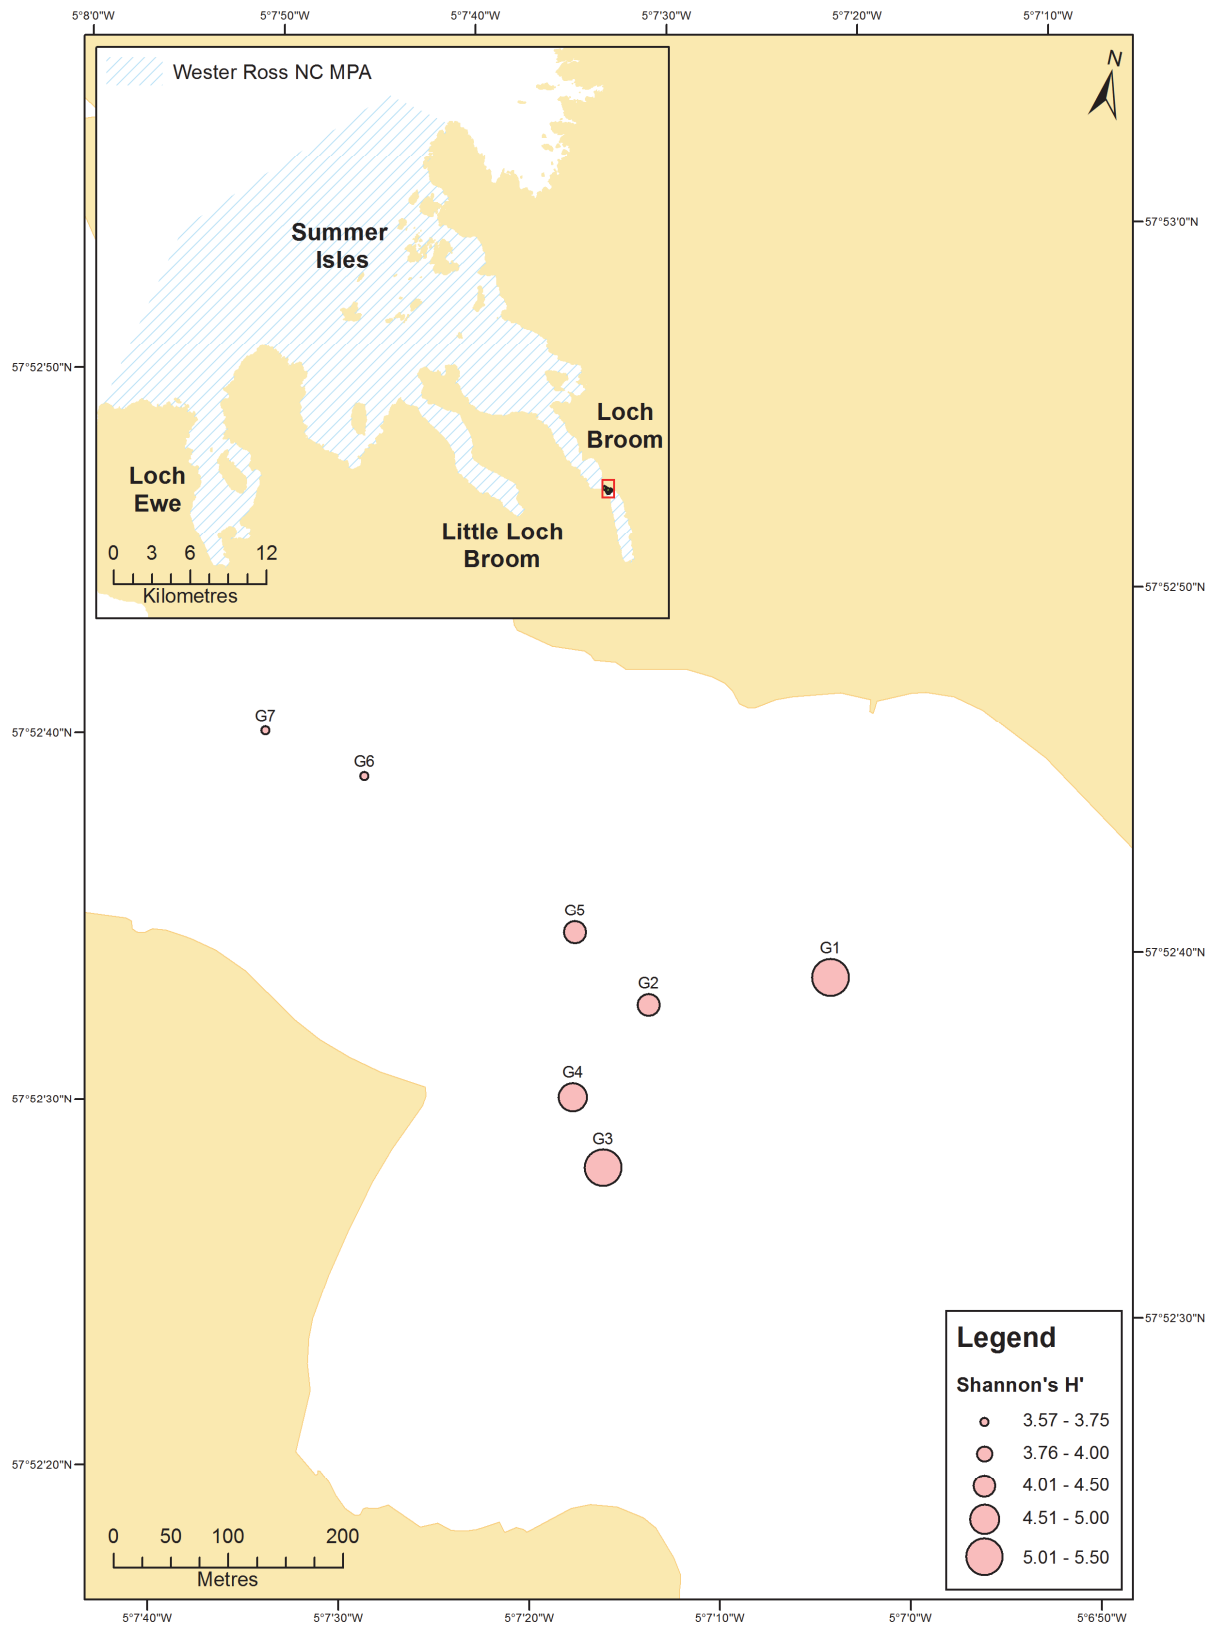 5°8'0"W 5°7'50"W 5°7'40"W 5°7'30"W 5°7'20"W 5°7'10"W
N
Wester Ross NC MPA
57°53'0"N
Summer
Isles
57°52'50"N
Loch
Broom
Loch
Ewe
Little Loch
Broom
0 3 6 12
Kilometres
57°52'50"N
G7
57°52'40"N
G6
G5
G1
57°52'40"N
G2
G4
57°52'30"N
G3
57°52'30"N
Legend
Shannon's H'
3.57 - 3.75
3.76 - 4.00
4.01 - 4.50
4.51 - 5.00
5.01 - 5.50
57°52'20"N
0 50 100 200
Metres
5°7'40"W 5°7'30"W 5°7'20"W 5°7'10"W 5°7'0"W 5°6'50"W